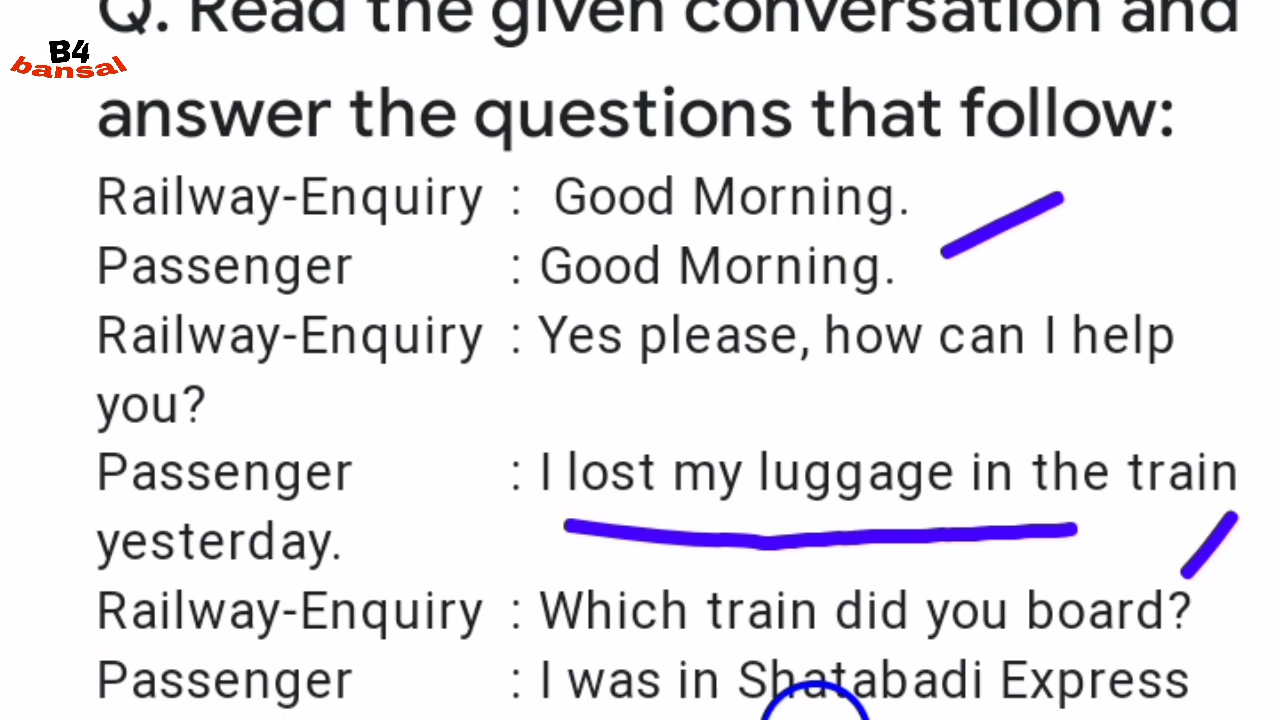 Q. Read the given conversation and
B4
bansal
answer the questions that follow:
Railway-Enquiry : Good Morning.
Passenger : Good Morning.
Railway-Enquiry : Yes please, how can I help
you?
Passenger : I lost my luggage in the train
yesterday.
Railway-Enquiry : Which train did you board?
Passenger : I was in Shatabadi Express